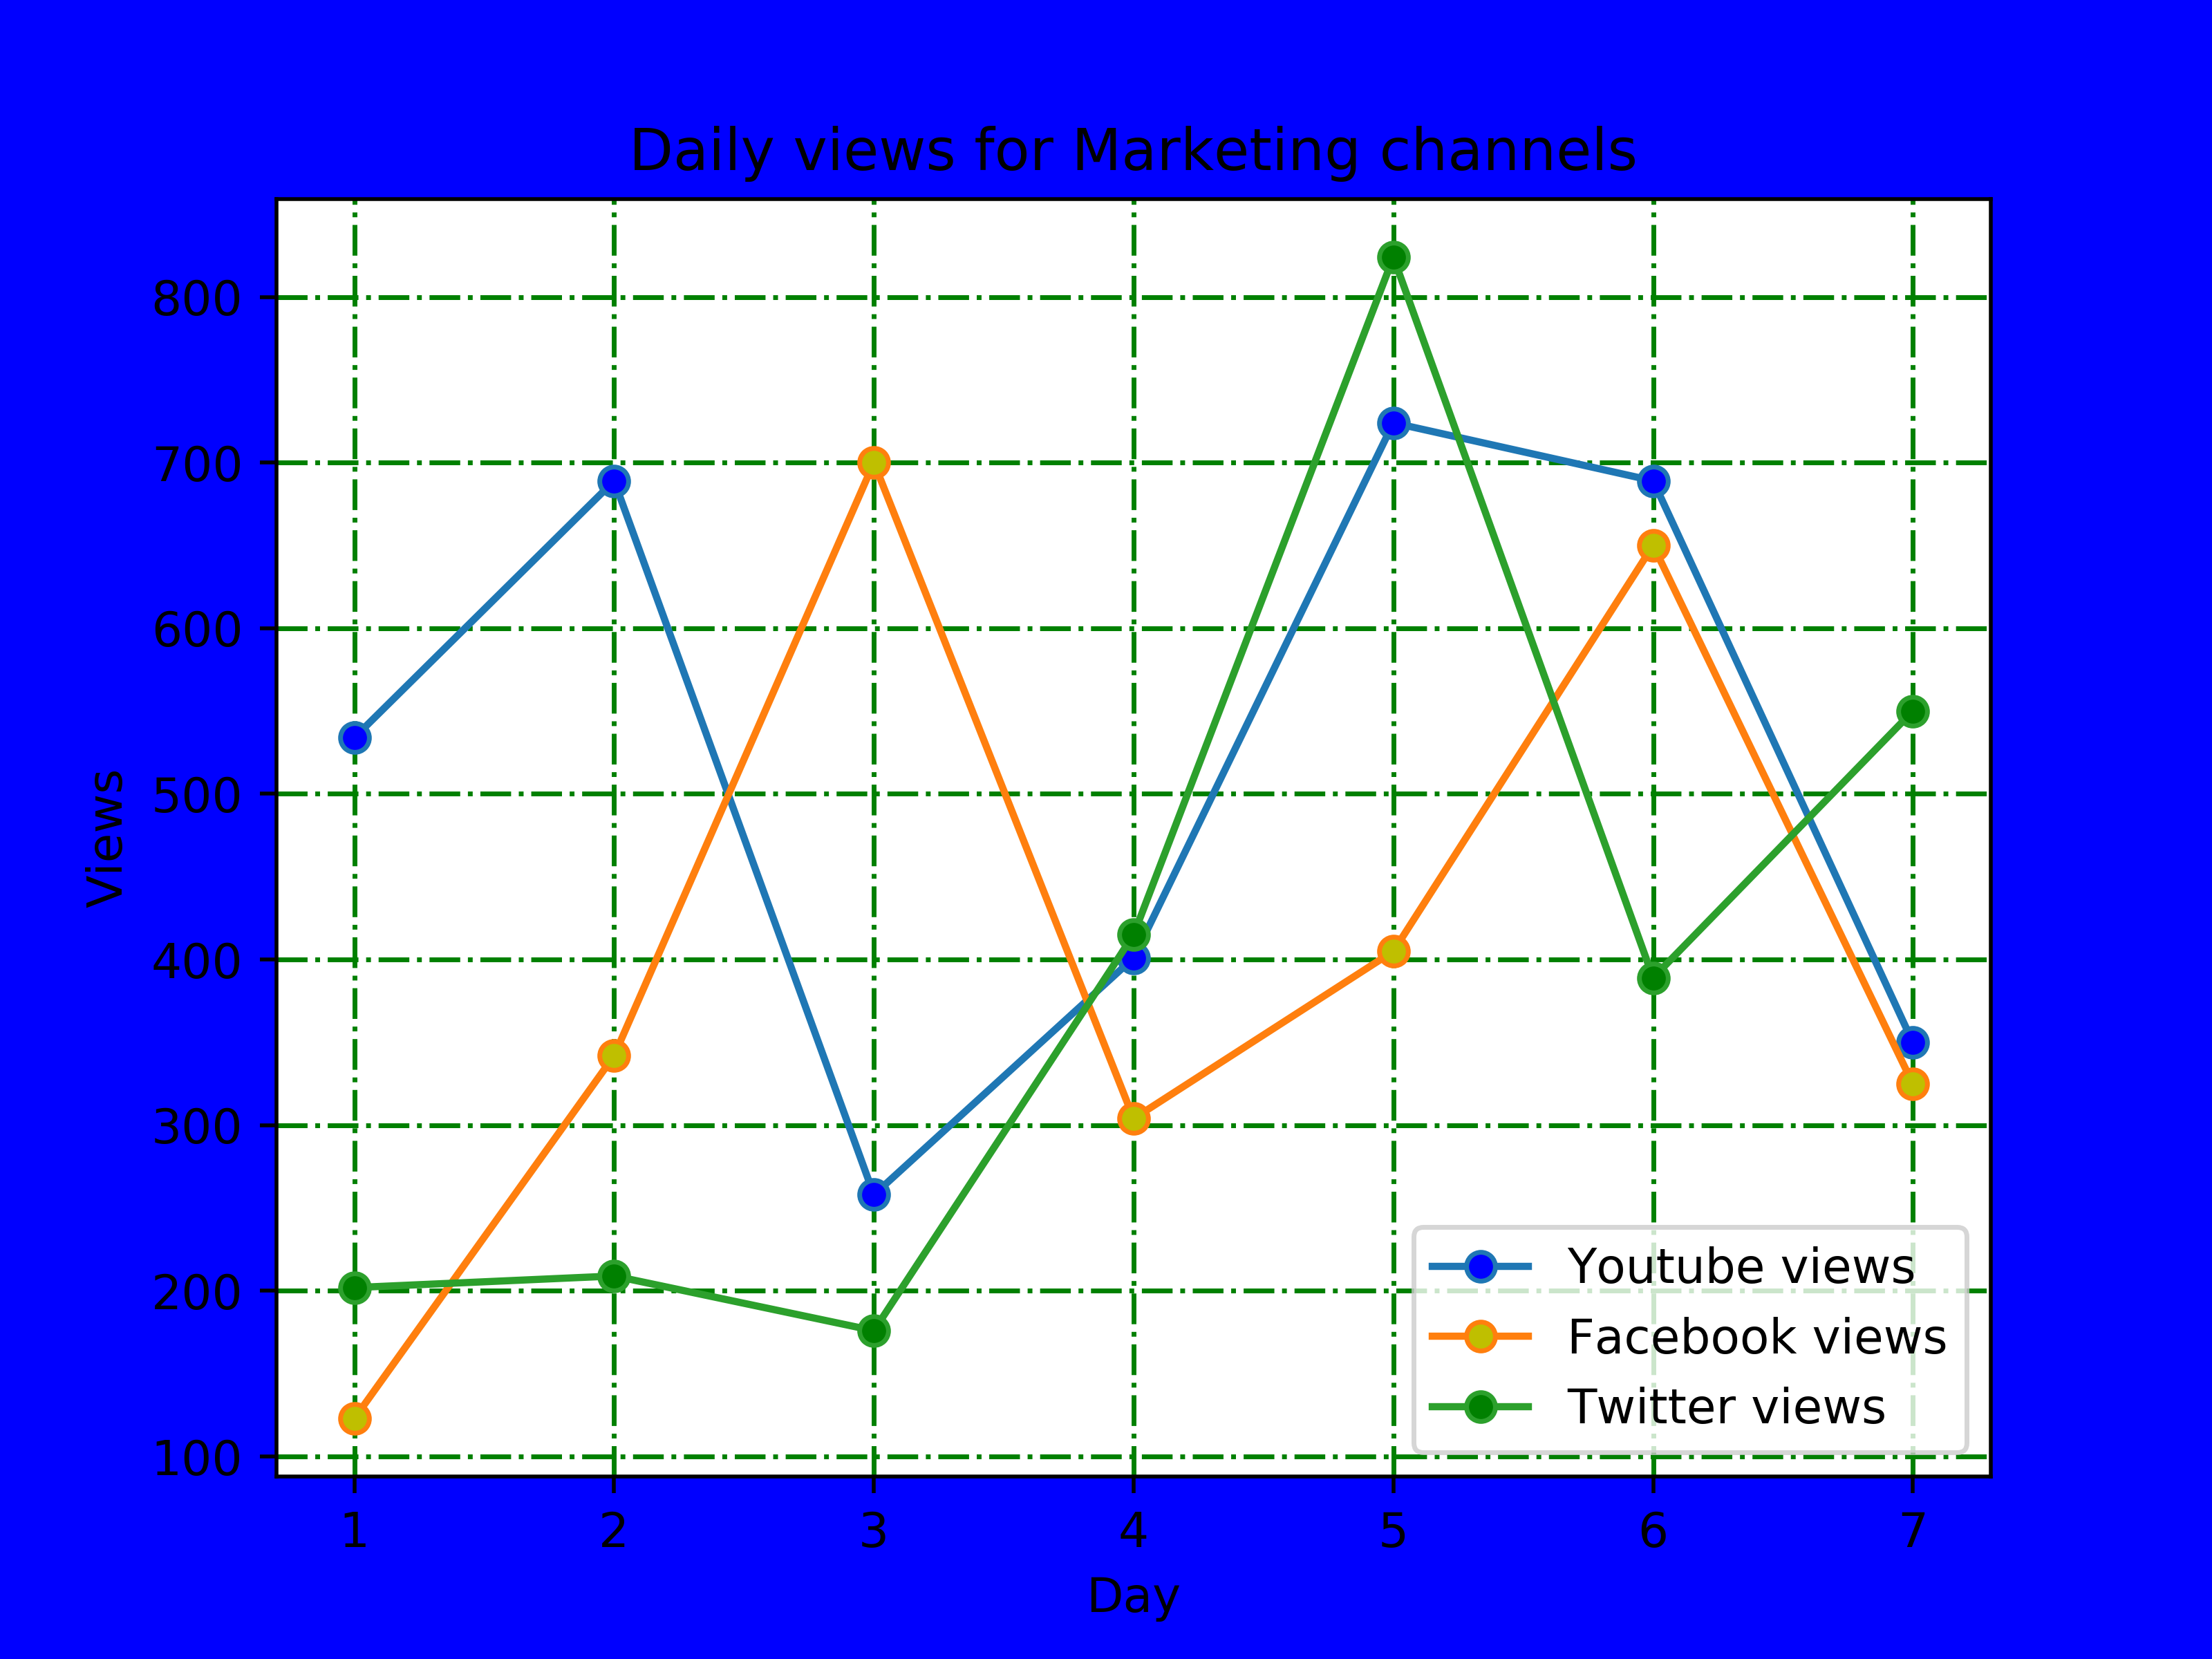 Daily views for Marketing channels
Views
800
700
600
500
400
300
200
100
Youtube views
Facebook views
Twitter views
1 2 3 4 5 6 7
Day